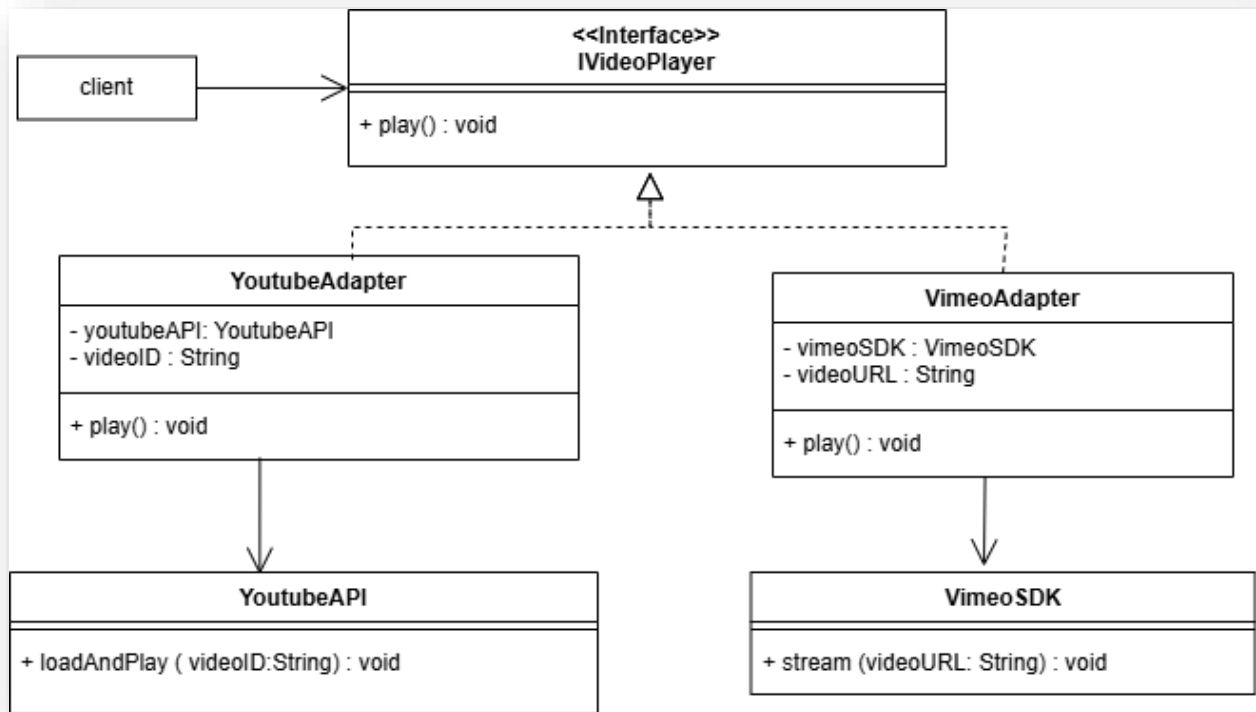 <<Interface>>
IVideoPlayer
client
+ play() : void
YoutubeAdapter
- youtubeAPI: YoutubeAPI
- videoID : String
+ play() : void
VimeoAdapter
- vimeoSDK : VimeoSDK
- videoURL : String
+ play() : void
YoutubeAPI
+ loadAndPlay ( videoID:String) : void
VimeoSDK
+ stream (videoURL: String) : void